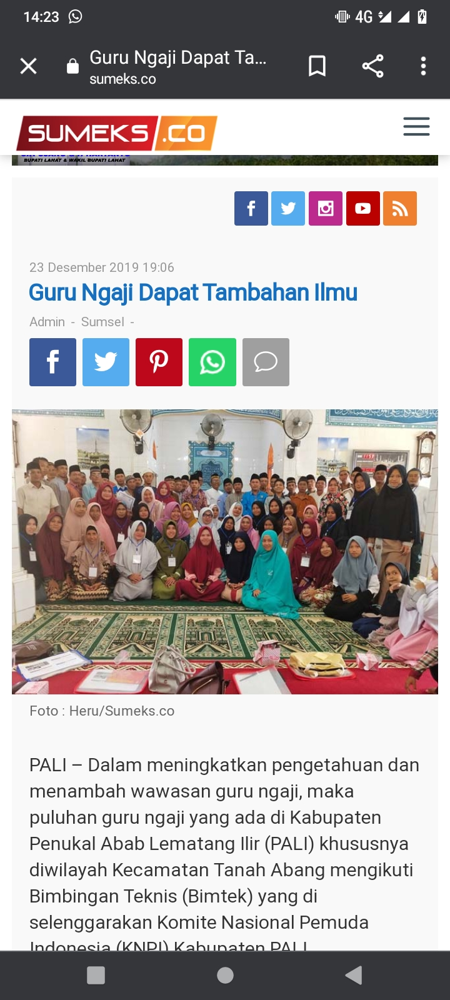 14:23 4G
Guru Ngaji Dapat Ta...
sumeks.co
SUMEKS.CO
BUPATI LAHAT & WAKIL BUPATI LAHAT
23 Desember 2019 19:06
Guru Ngaji Dapat Tambahan Ilmu
Admin - Sumsel -
Foto : Heru/Sumeks.co
PALI – Dalam meningkatkan pengetahuan dan
menambah wawasan guru ngaji, maka
puluhan guru ngaji yang ada di Kabupaten
Penukal Abab Lematang Ilir (PALI) khususnya
diwilayah Kecamatan Tanah Abang mengikuti
Bimbingan Teknis (Bimtek) yang di
selenggarakan Komite Nasional Pemuda
Indonesia (KNPI) Kabupaten PALI